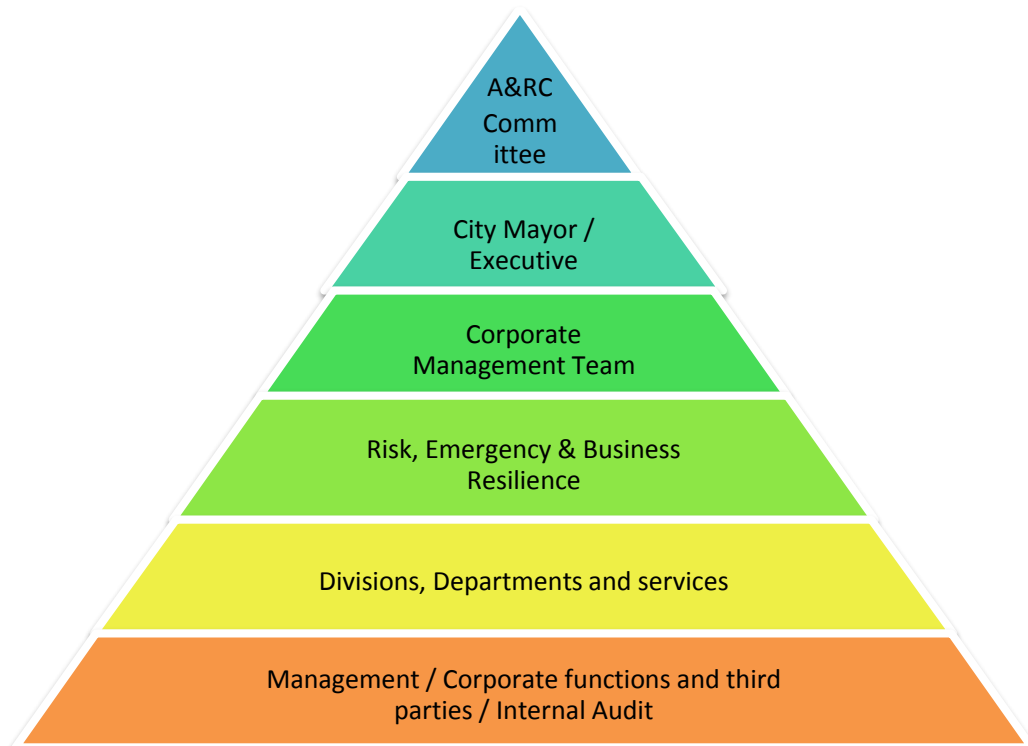 A&RC
Comm
ittee
City Mayor /
Executive
Corporate
Management Team
Risk, Emergency & Business
Resilience
Divisions, Departments and services
Management / Corporate functions and third
parties / Internal Audit